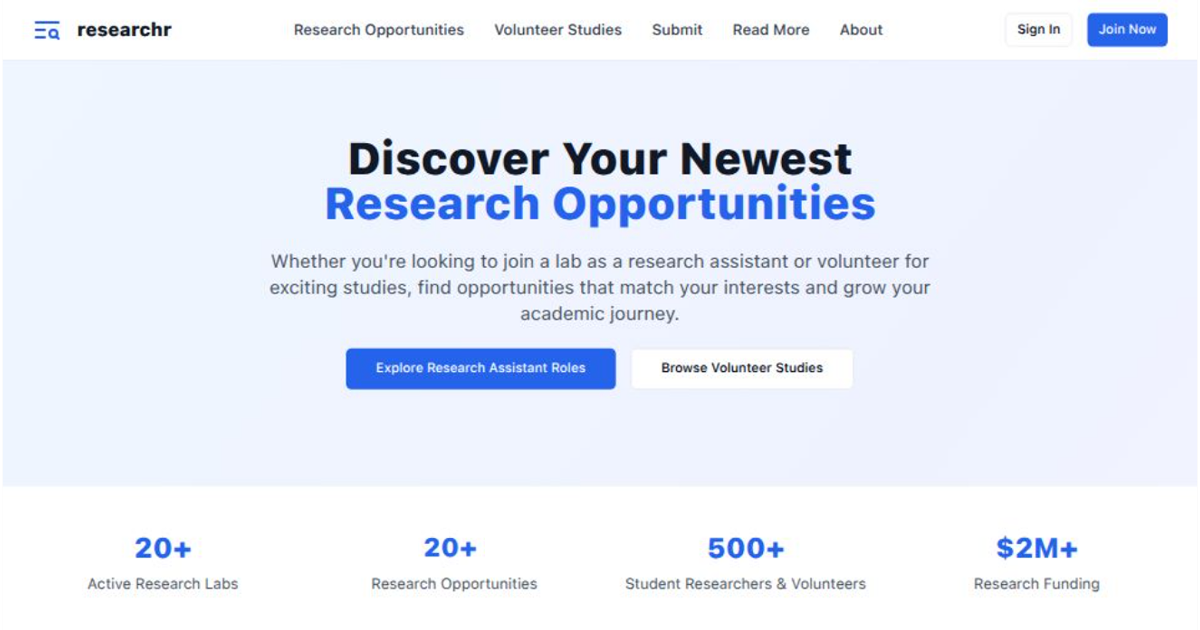 researchr
Research Opportunities
Volunteer Studies
Submit
Read More
About
Sign In
Join Now
Discover Your Newest
Research Opportunities
Whether you're looking to join a lab as a research assistant or volunteer for
exciting studies, find opportunities that match your interests and grow your
academic journey.
Explore Research Assistant Roles
Browse Volunteer Studies
20+
Active Research Labs
20+
Research Opportunities
500+
Student Researchers & Volunteers
$2M+
Research Funding